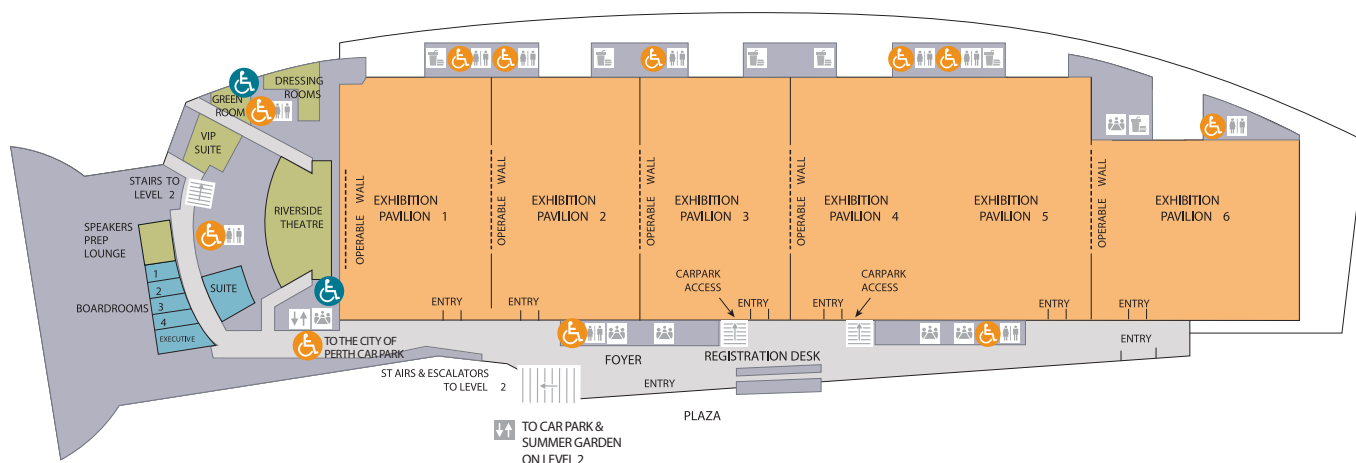 DRESSING
ROOMS
GREEN
ROOM
VIP
SUITE
STAIRS TO
LEVEL 2
SPEAKERS
PREP
LOUNGE
RIVERSIDE
THEATRE
BOARDROOMS
1
2
3
4
EXECUTIVE
SUITE
OPERABLE WALL
EXHIBITION
PAVILION 1
OPERABLE WALL
EXHIBITION
PAVILION 2
OPERABLE WALL
EXHIBITION
PAVILION 3
OPERABLE WALL
EXHIBITION
PAVILION 4
EXHIBITION
PAVILION 5
OPERABLE WALL
EXHIBITION
PAVILION 6
CARPARK
ACCESS
CARPARK
ACCESS
ENTRY
ENTRY
ENTRY
ENTRY
ENTRY
ENTRY
ENTRY
TO THE CITY OF
PERTH CAR PARK
FOYER
REGISTRATION DESK
ST AIRS & ESCALATORS
TO LEVEL 2
ENTRY
PLAZA
TO CAR PARK &
SUMMER GARDEN
ON LEVEL 2